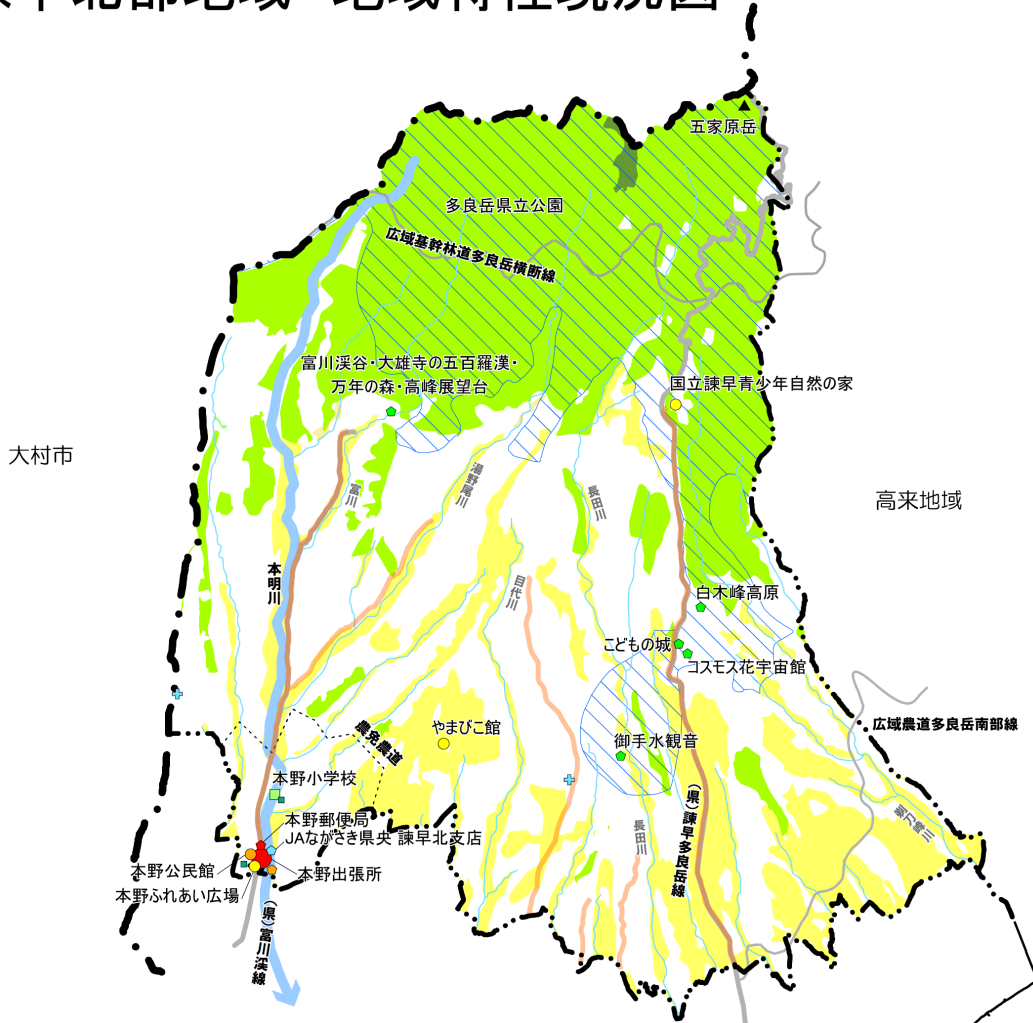 早北部地域 地域特性現況図
五家原岳
多良岳県立公園
広域基幹林道多良岳横断線
富川渓谷・大雄寺の五百羅漢・
万年の森・高峰展望台
国立諫早青少年自然の家
大村市
高来地域
富川
湯野尾川
長田川
本明川
目代川
白木峰高原
こどもの城
コスモス花宇宙館
広域農道多良岳南部線
やまびこ館
農免農道
御手水観音
本野小学校
(県)諫早多良岳線
長田川
本野郵便局
JAながさき県央 諫早北支店
本野公民館
本野出張所
本野ふれあい広場
(県)富川渓線